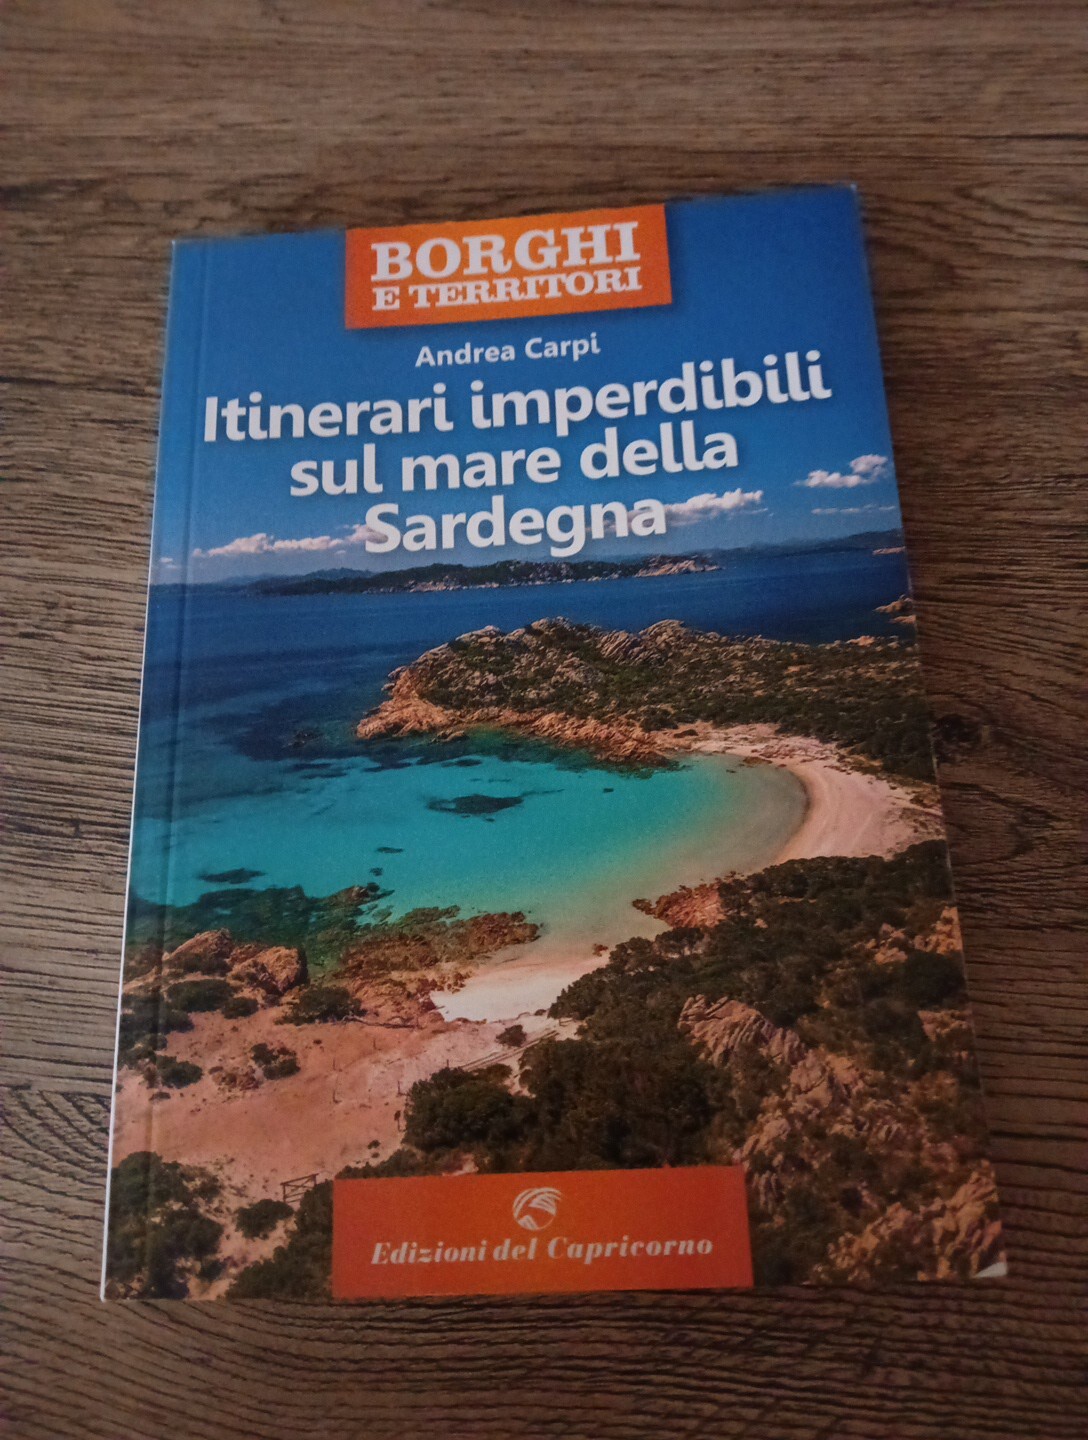 BORGHI
E TERRITORI
Andrea Carpi
Itinerari imperdibili
sul mare della
Sardegna
Edizioni del Capricorno